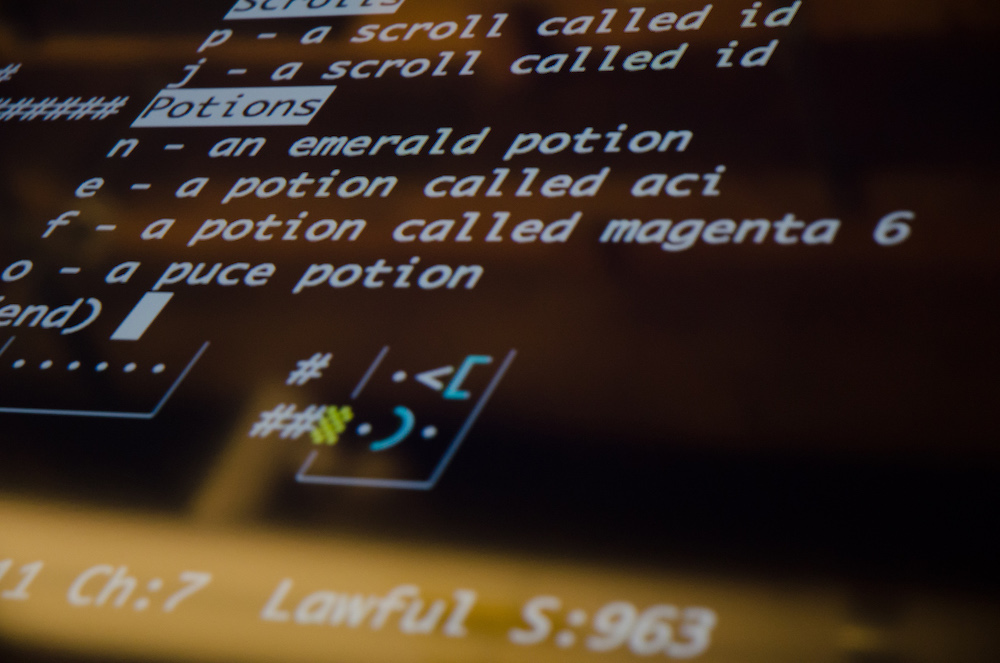 Scrolls
p - a scroll called id
#
j - a scroll called id
###### Potions
n - an emerald potion
e - a potion called aci
f - a potion called magenta 6
o - a puce potion
end)
...... # .<[
## .).
1 Ch:7 Lawful S:963